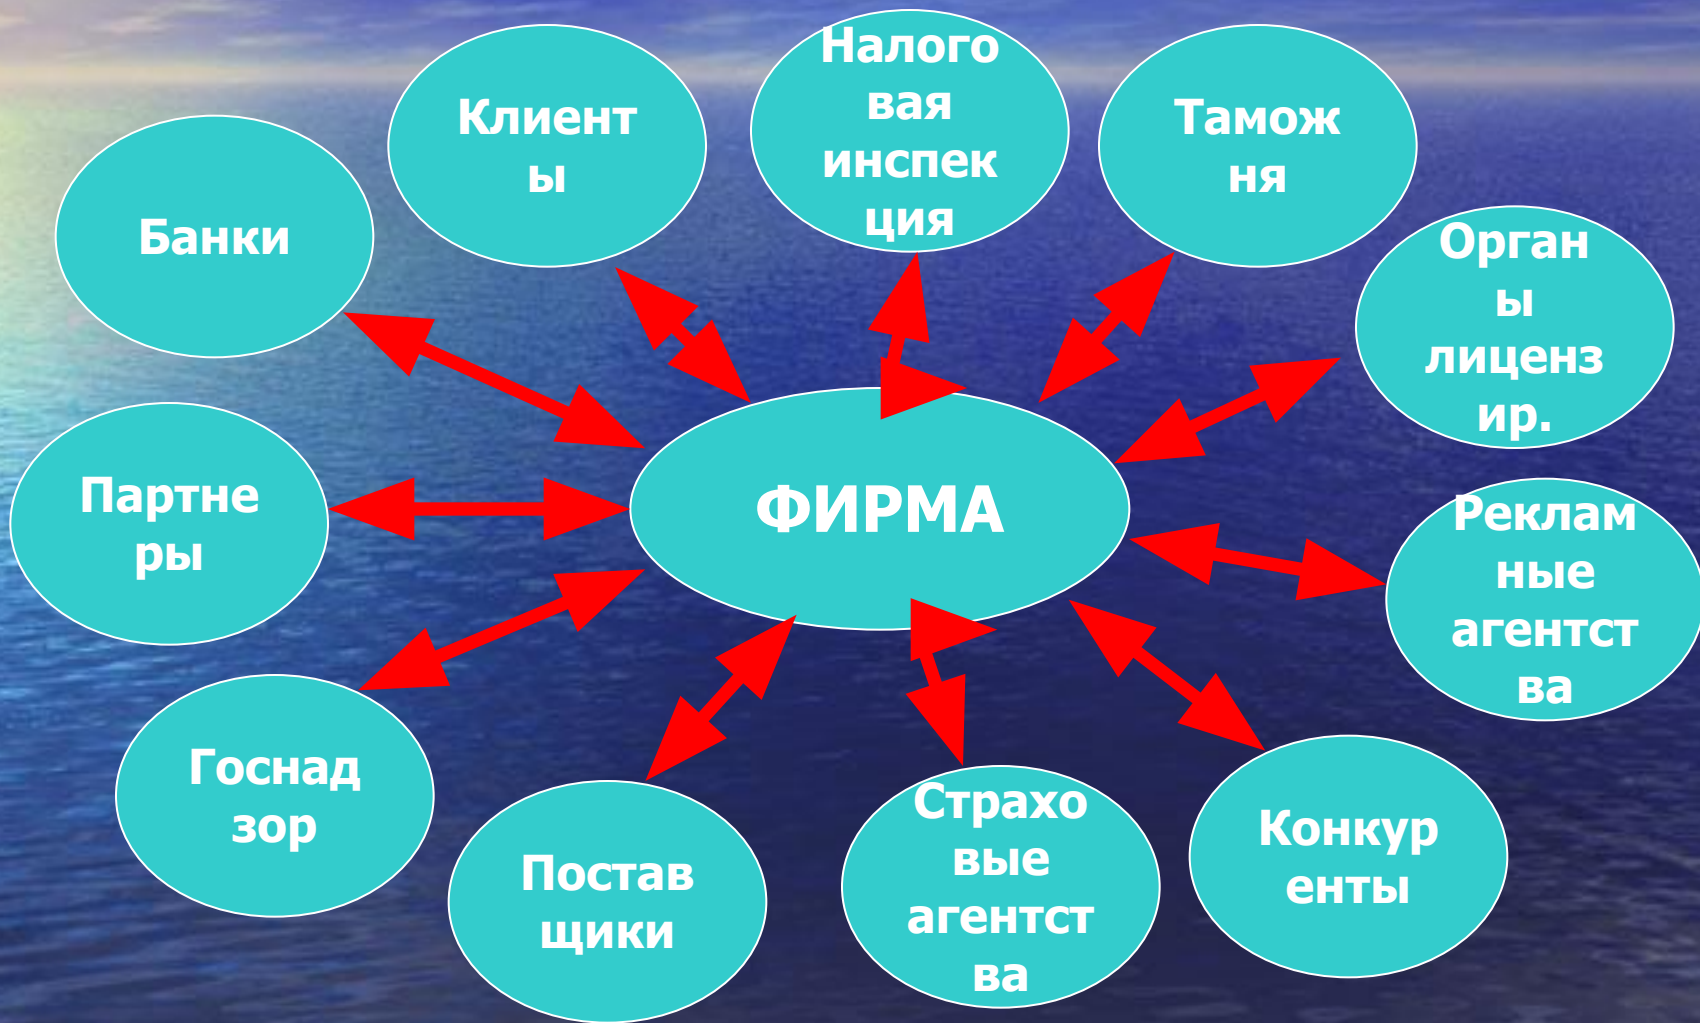 Налого
вая
инспек
ция
Клиент
ы
Тамож
ня
Банки
Орган
ы
лиценз
ир.
Партне
ры
ФИРМА
Реклам
ные
агентст
ва
Госнад
зор
Постав
щики
Страхо
вые
агентст
ва
Конкур
енты